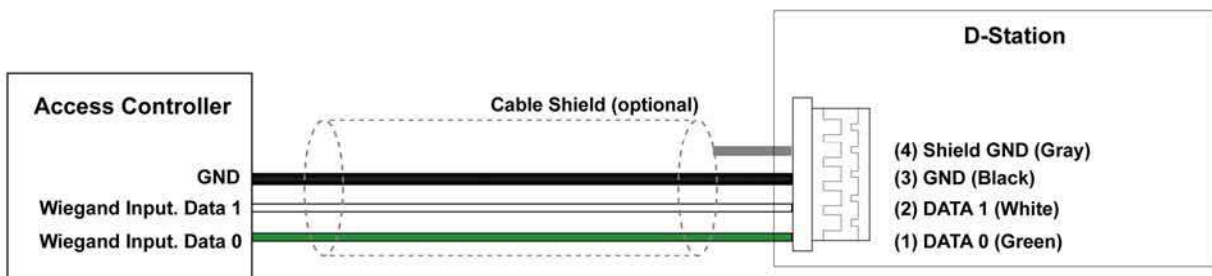 D-Station
Access Controller
Cable Shield (optional)
(4) Shield GND (Gray)
GND
(3) GND (Black)
Wiegand Input. Data 1
(2) DATA 1 (White)
Wiegand Input. Data 0
(1) DATA 0 (Green)